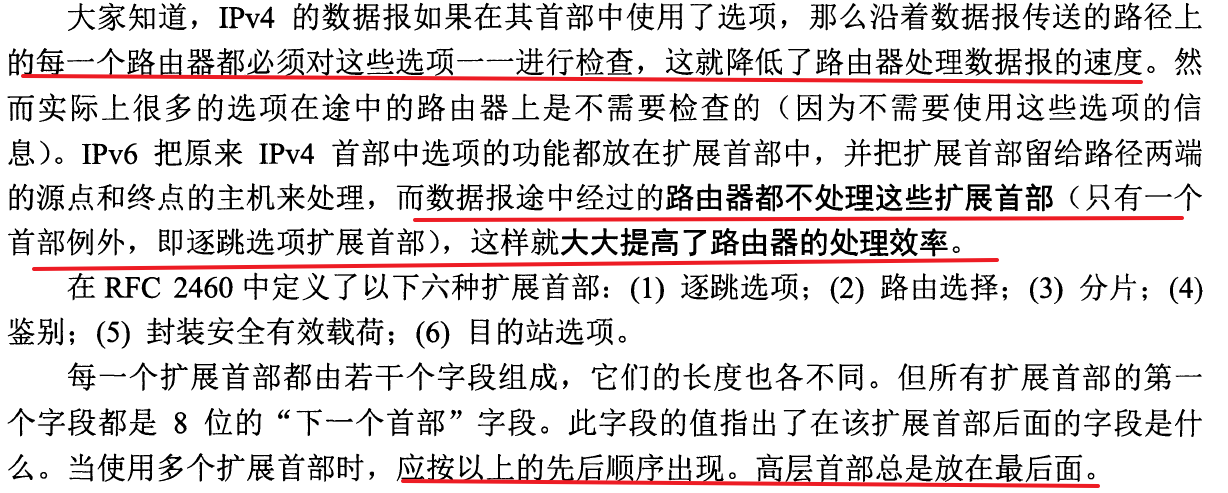 大家知道，IPv4 的数据报如果在其首部中使用了选项，那么沿着数据报传送的路径上
的每一个路由器都必须对这些选项一一进行检查，这就降低了路由器处理数据报的速度。然
而实际上很多的选项在途中的路由器上是不需要检查的（因为不需要使用这些选项的信
息）。IPv6 把原来 IPv4 首部中选项的功能都放在扩展首部中，并把扩展首部留给路径两端
的源点和终点的主机来处理，而数据报途中经过的路由器都不处理这些扩展首部（只有一个
首部例外，即逐跳选项扩展首部），这样就大大提高了路由器的处理效率。
在 RFC 2460 中定义了以下六种扩展首部：(1) 逐跳选项；(2) 路由选择；(3) 分片；(4)
鉴别；(5) 封装安全有效载荷；(6) 目的站选项。
每一个扩展首部都由若干个字段组成，它们的长度也各不同。但所有扩展首部的第一
个字段都是 8 位的“下一个首部”字段。此字段的值指出了在该扩展首部后面的字段是什
么。当使用多个扩展首部时，应按以上的先后顺序出现。高层首部总是放在最后面。